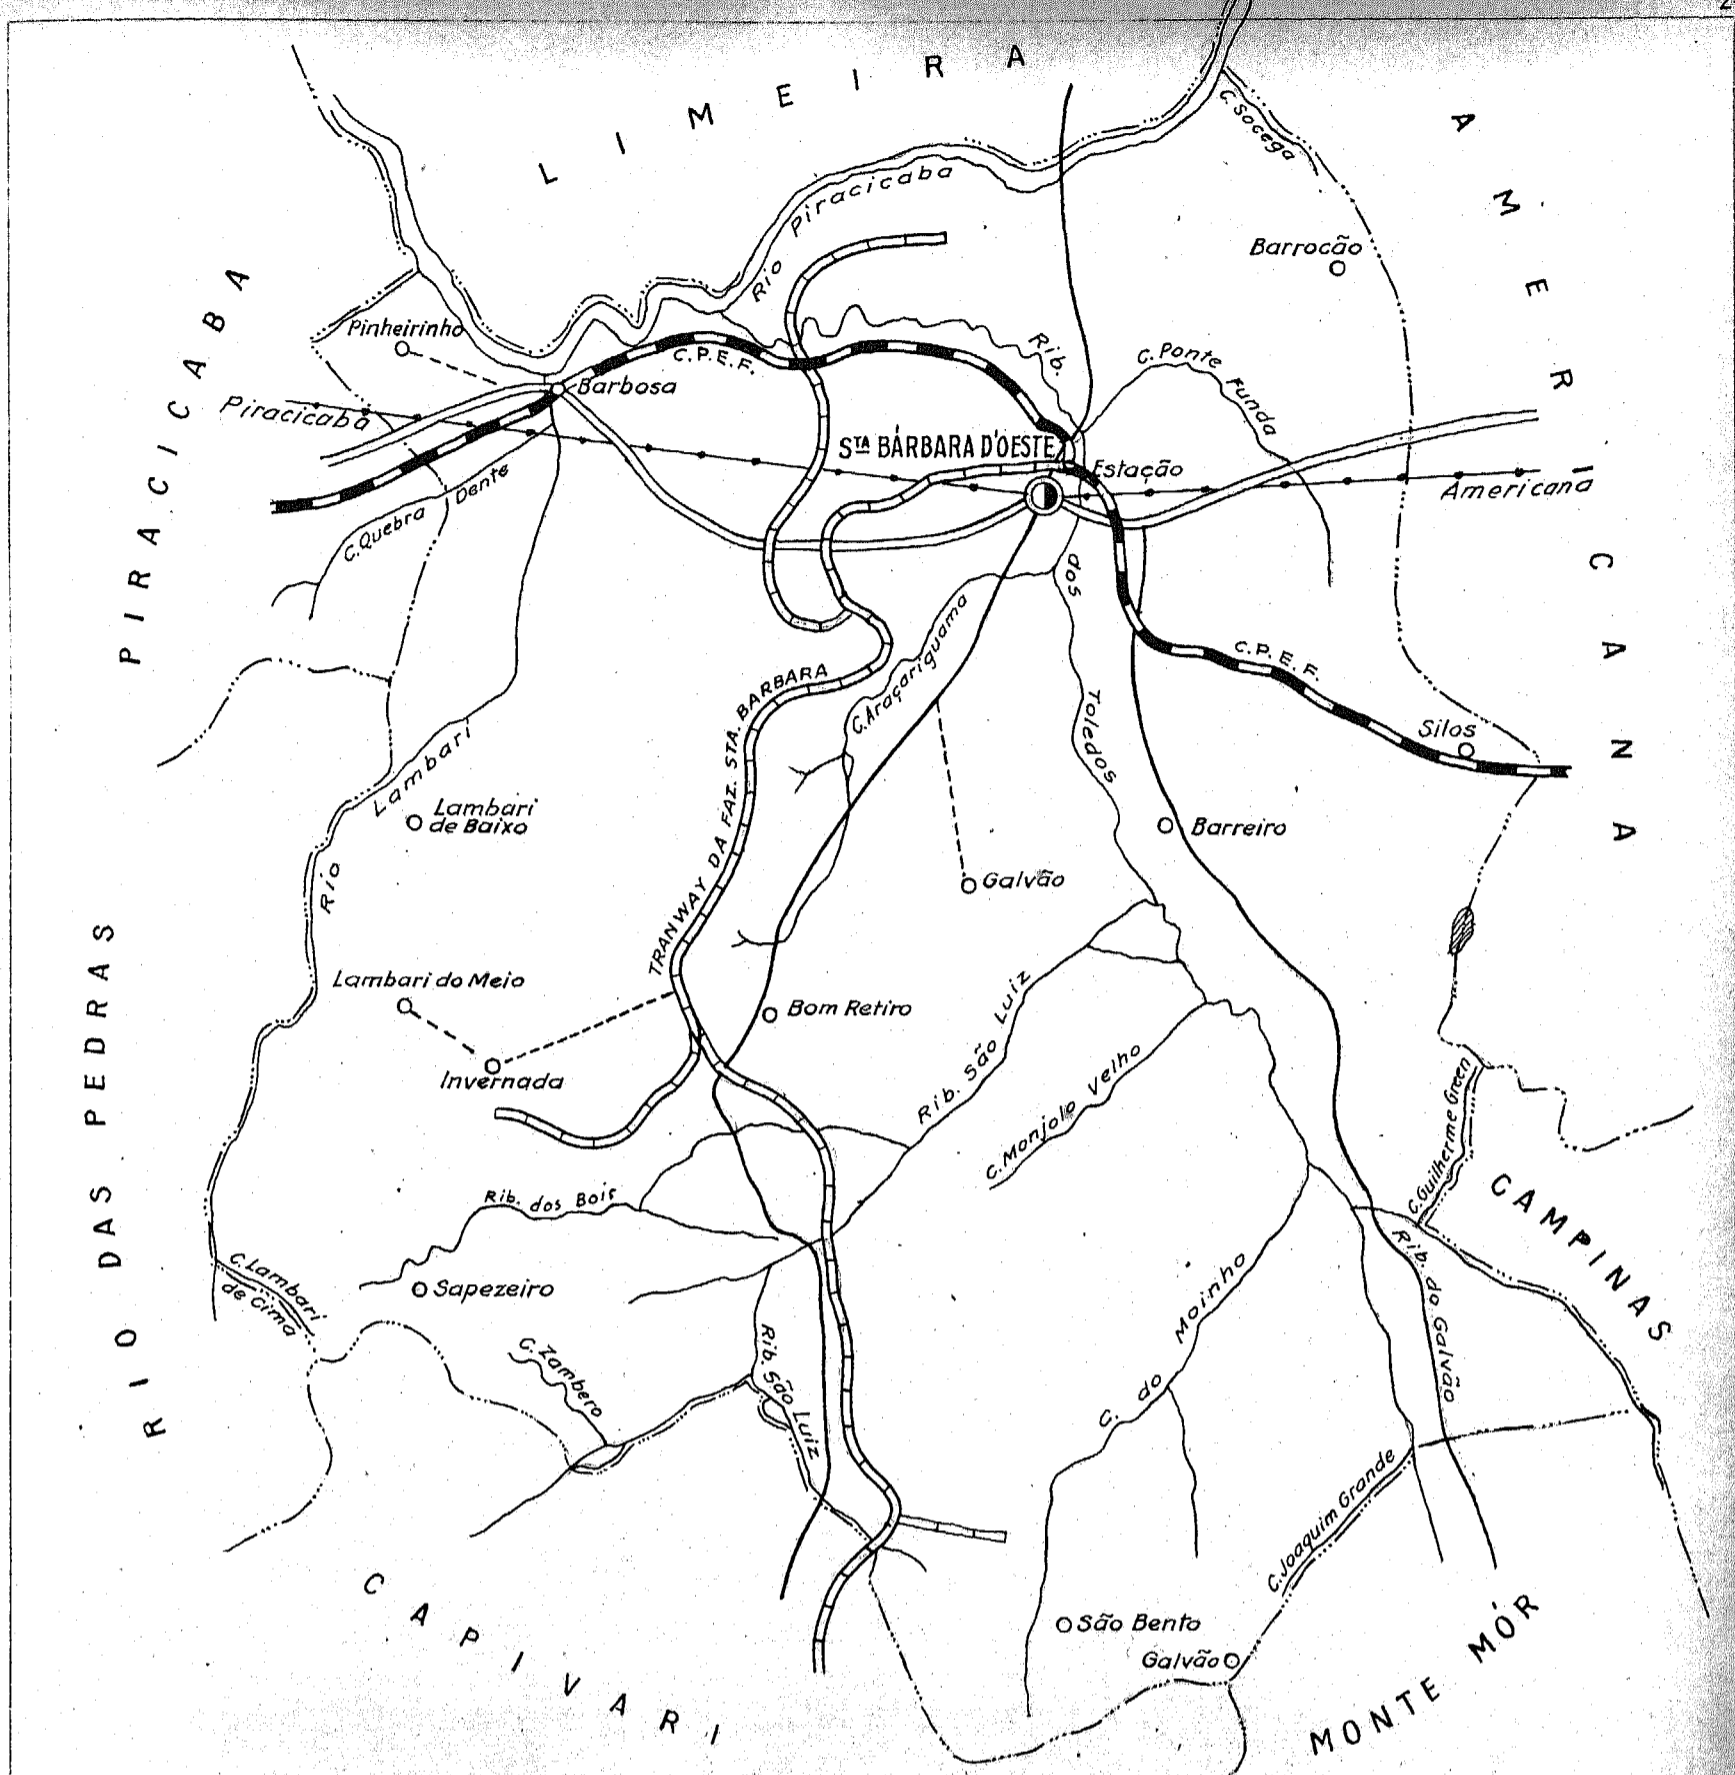 2
LIMEIRA
AMERICANA
C. Socega
Rio Piracicaba
Barrocão
PIRACICABA
Pinheirinho
C.P.E.F.
Rib.
C. Ponte Funda
Barbosa
Piracicaba
STA BÁRBARA D'OESTE
Estação
Americana
C. Quebra Dente
dos
Toledos
C. Araçariguama
C.P.E.F.
TRANWAY DA FAZ. STA. BARBARA
Silos
Rio Lambari
Lambari
de Baixo
Barreiro
Galvão
RIO DAS PEDRAS
Lambari do Meio
Bom Retiro
Invernada
Rib. São Luiz
C. Monjolo Velho
C. Guilherme Green
CAMPINAS
Rib. dos Bois
C. Lambari
de Cima
Sapezeiro
Rib. do Galvão
C. do Moinho
C. Zambero
Rib. São Luiz
C. Joaquim Grande
CAPIVARI
São Bento
Galvão
MONTE MÓR